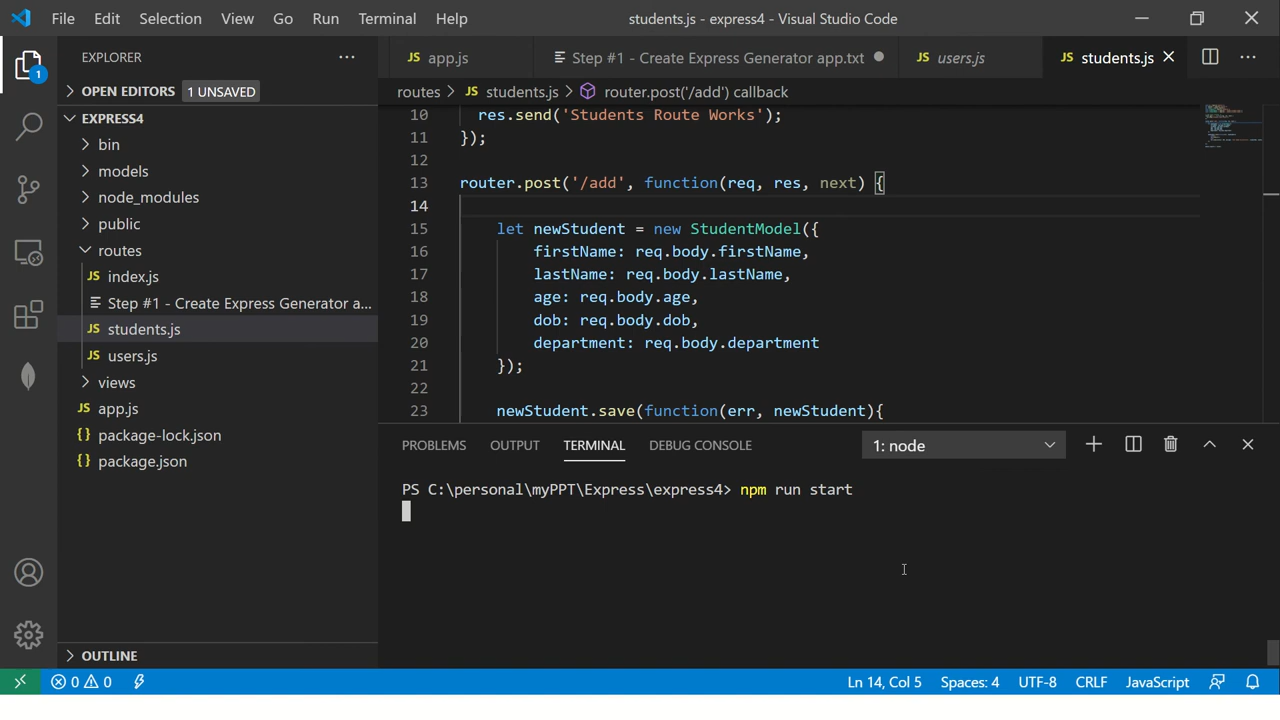 File Edit Selection View Go Run Terminal Help
students.js - express4 - Visual Studio Code
1
EXPLORER
OPEN EDITORS 1 UNSAVED
EXPRESS4
bin
models
node_modules
public
routes
JS index.js
Step #1 - Create Express Generator a...
JS students.js
JS users.js
views
JS app.js
{} package-lock.json
{} package.json
OUTLINE
JS app.js
Step #1 - Create Express Generator app.txt
JS users.js
JS students.js
routes > JS students.js > router.post('/add') callback
10 res.send('Students Route Works');
11 });
12
13 router.post('/add', function(req, res, next) {
14
15 let newStudent = new StudentModel({
16 firstName: req.body.firstName,
17 lastName: req.body.lastName,
18 age: req.body.age,
19 dob: req.body.dob,
20 department: req.body.department
21 });
22
23 newStudent.save(function(err, newStudent){
PROBLEMS OUTPUT TERMINAL DEBUG CONSOLE
1: node
PS C:\personal\myPPT\Express\express4> npm run start
0 0
Ln 14, Col 5 Spaces: 4 UTF-8 CRLF JavaScript